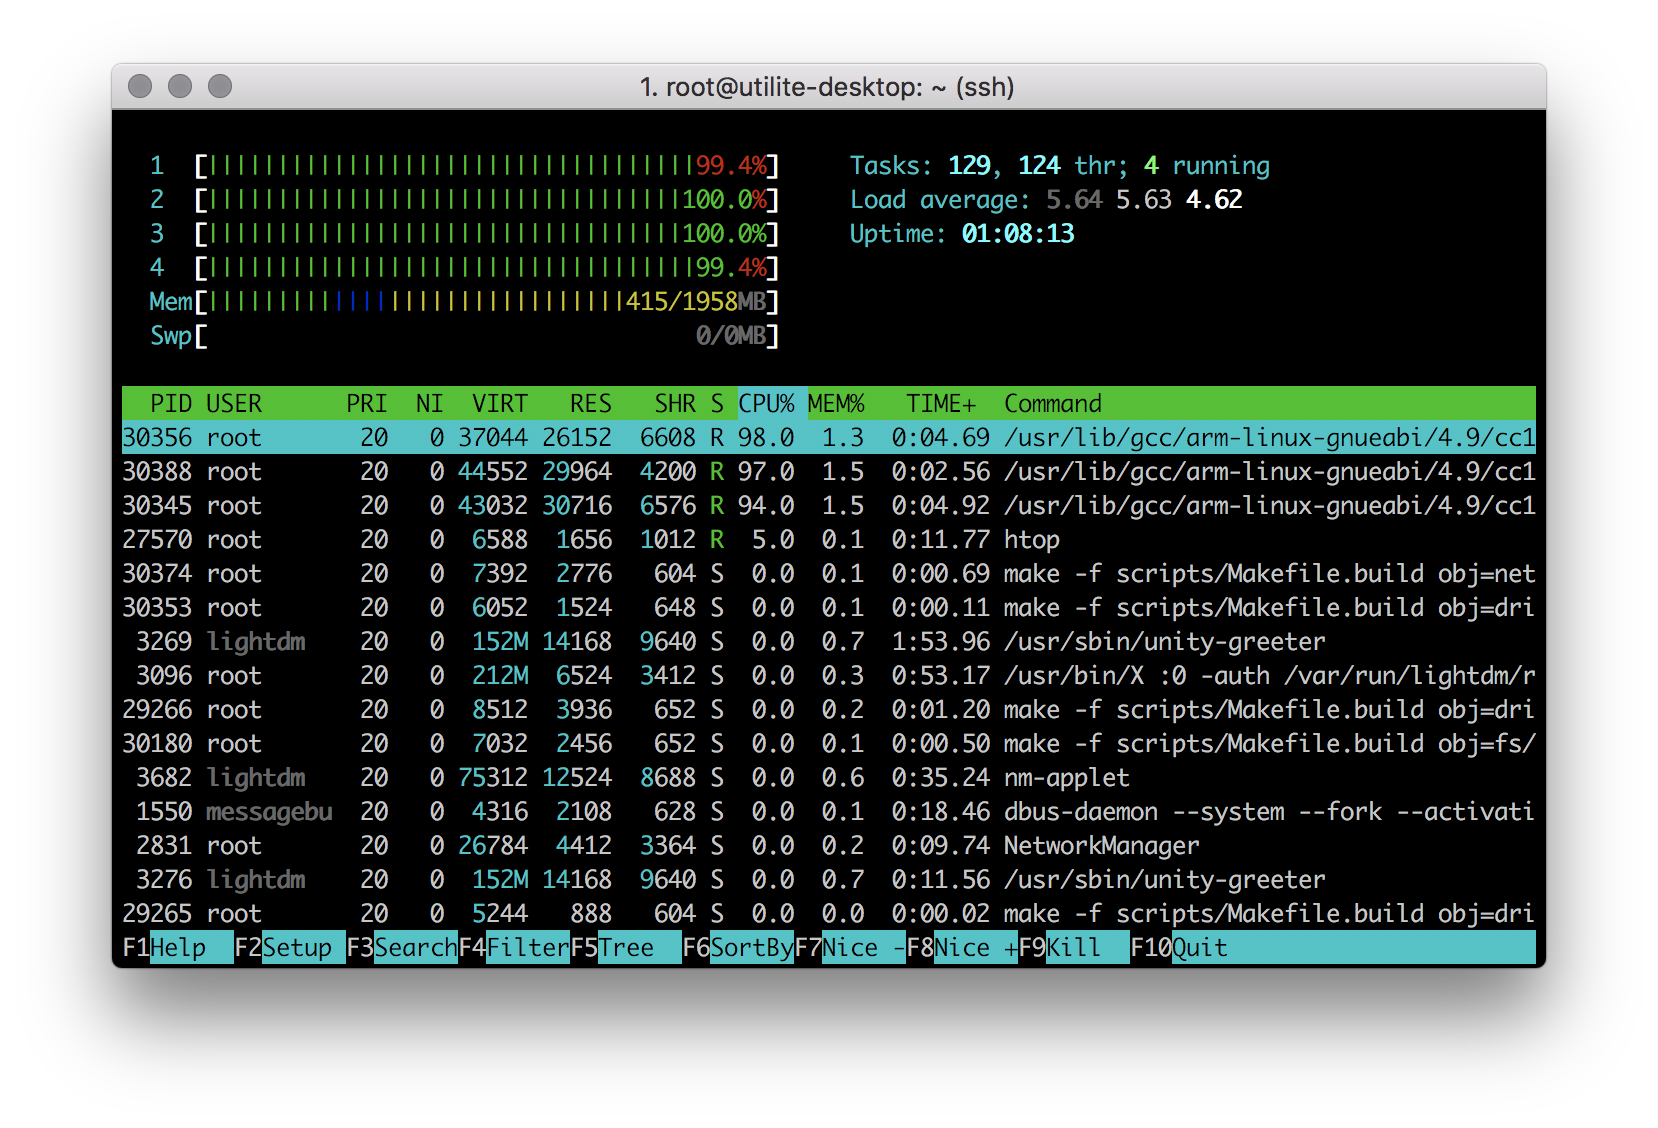 1. root@utilite-desktop: ~ (ssh)
1 [||||||||||||||||||||||||||||||||||99.4%] Tasks: 129, 124 thr; 4 running
2 [|||||||||||||||||||||||||||||||||100.0%] Load average: 5.64 5.63 4.62
3 [|||||||||||||||||||||||||||||||||100.0%] Uptime: 01:08:13
4 [||||||||||||||||||||||||||||||||||99.4%]
Mem[||||||||||||||||||||||||||||||415/1958MB]
Swp[ 0/0MB]
PID USER PRI NI VIRT RES SHR S CPU% MEM% TIME+ Command
30356 root 20 0 37044 26152 6608 R 98.0 1.3 0:04.69 /usr/lib/gcc/arm-linux-gnueabi/4.9/cc1
30388 root 20 0 44552 29964 4200 R 97.0 1.5 0:02.56 /usr/lib/gcc/arm-linux-gnueabi/4.9/cc1
30345 root 20 0 43032 30716 6576 R 94.0 1.5 0:04.92 /usr/lib/gcc/arm-linux-gnueabi/4.9/cc1
27570 root 20 0 6588 1656 1012 R 5.0 0.1 0:11.77 htop
30374 root 20 0 7392 2776 604 S 0.0 0.1 0:00.69 make -f scripts/Makefile.build obj=net
30353 root 20 0 6052 1524 648 S 0.0 0.1 0:00.11 make -f scripts/Makefile.build obj=dri
3269 lightdm 20 0 152M 14168 9640 S 0.0 0.7 1:53.96 /usr/sbin/unity-greeter
3096 root 20 0 212M 6524 3412 S 0.0 0.3 0:53.17 /usr/bin/X :0 -auth /var/run/lightdm/r
29266 root 20 0 8512 3936 652 S 0.0 0.2 0:01.20 make -f scripts/Makefile.build obj=dri
30180 root 20 0 7032 2456 652 S 0.0 0.1 0:00.50 make -f scripts/Makefile.build obj=fs/
3682 lightdm 20 0 75312 12524 8688 S 0.0 0.6 0:35.24 nm-applet
1550 messagebu 20 0 4316 2108 628 S 0.0 0.1 0:18.46 dbus-daemon --system --fork --activati
2831 root 20 0 26784 4412 3364 S 0.0 0.2 0:09.74 NetworkManager
3276 lightdm 20 0 152M 14168 9640 S 0.0 0.7 0:11.56 /usr/sbin/unity-greeter
29265 root 20 0 5244 888 604 S 0.0 0.0 0:00.02 make -f scripts/Makefile.build obj=dri
F1Help F2Setup F3SearchF4FilterF5Tree F6SortByF7Nice -F8Nice +F9Kill F10Quit